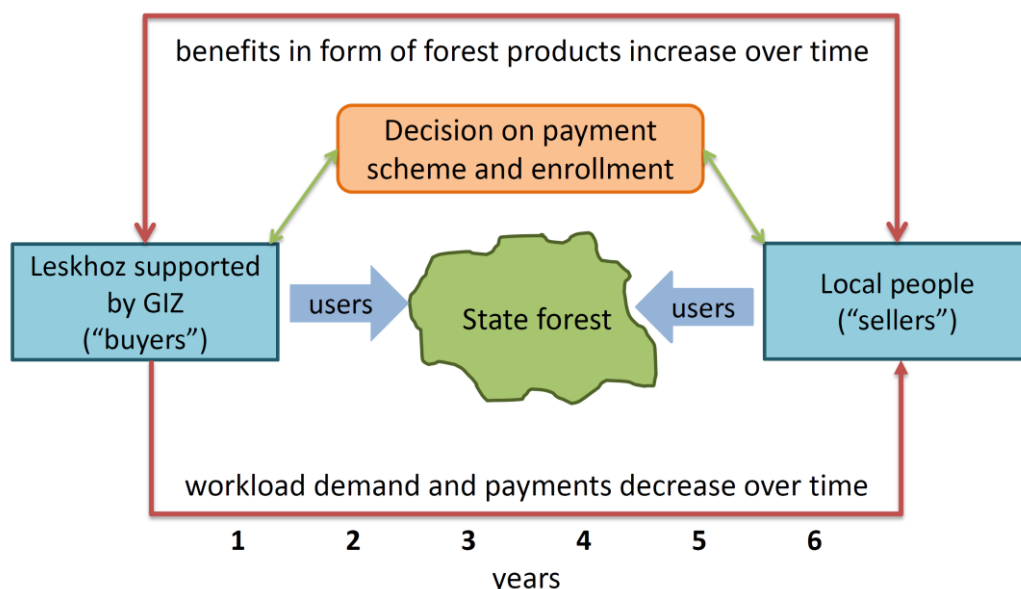 benefits in form of forest products increase over time
Decision on payment
scheme and enrollment
Leskhoz supported
by GIZ
(“buyers”)
users
State forest
users
Local people
(“sellers”)
workload demand and payments decrease over time
1 2 3 4 5 6
years